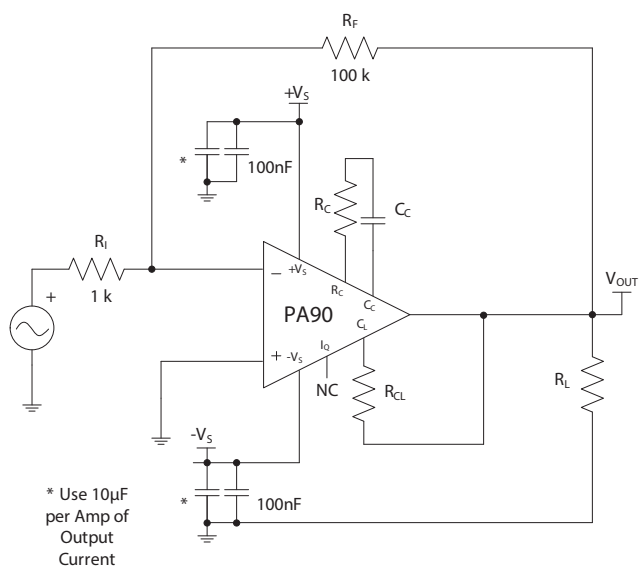 R_F
100 k
+V_S
*
100nF
R_C
C_C
R_I
+
1 k
−
+V_S
R_C
C_C
V_OUT
PA90
C_L
+
-V_S
I_Q
NC
R_CL
R_L
-V_S
*
100nF
* Use 10µF
per Amp of
Output
Current